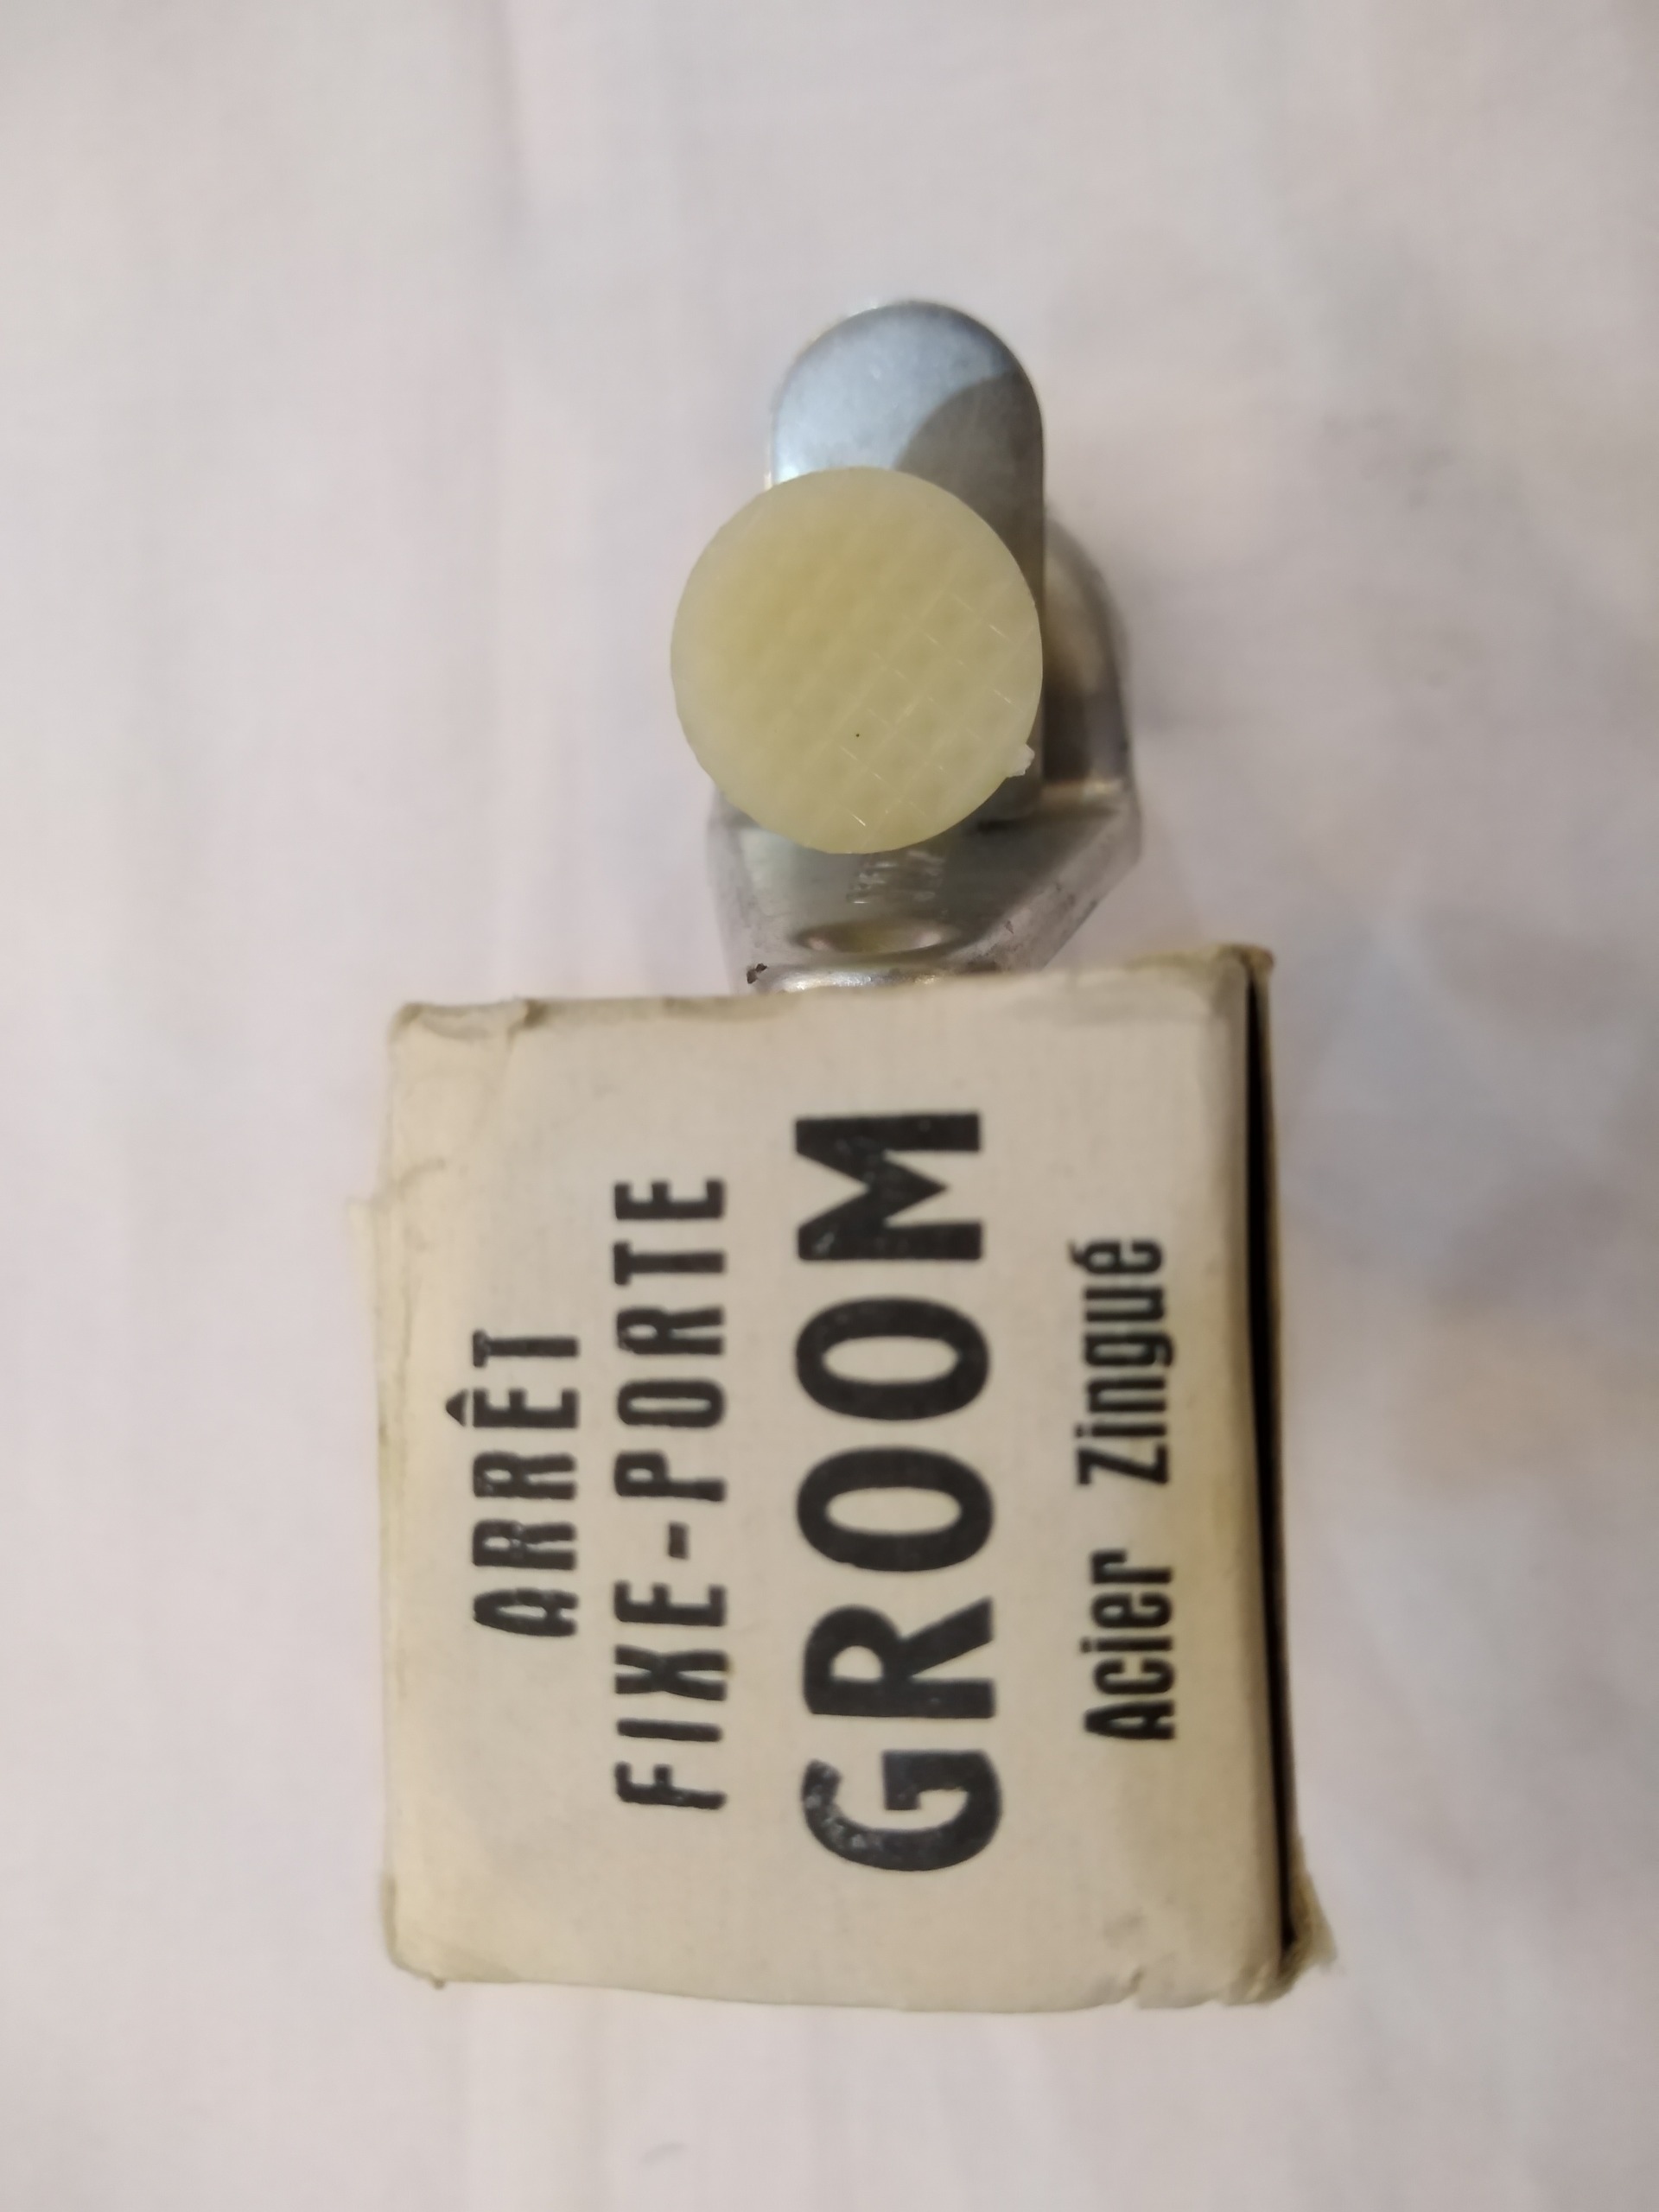 ARRÊT
FIXE-PORTE
GROOM
Acier Zingué